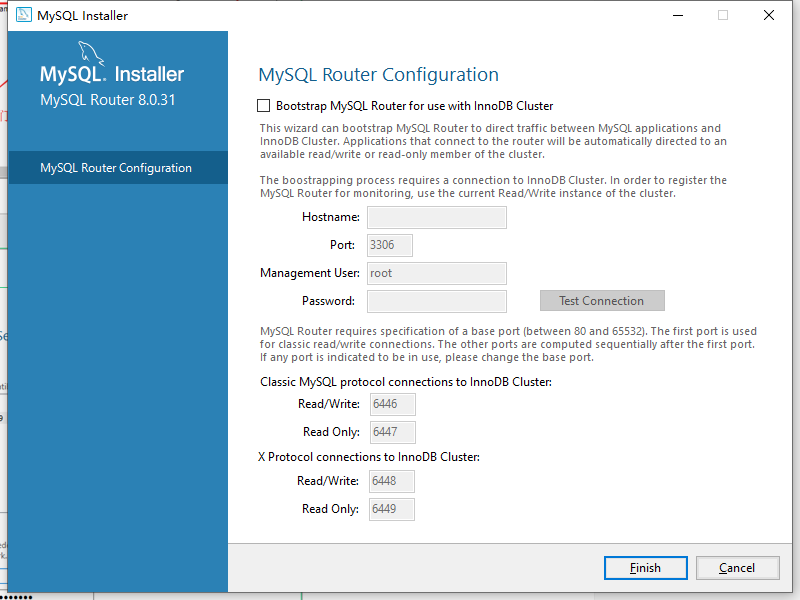 MySQL Installer
MySQL® Installer
MySQL Router 8.0.31
MySQL Router Configuration
MySQL Router Configuration
Bootstrap MySQL Router for use with InnoDB Cluster
This wizard can bootstrap MySQL Router to direct traffic between MySQL applications and
InnoDB Cluster. Applications that connect to the router will be automatically directed to an
available read/write or read-only member of the cluster.
The boostrapping process requires a connection to InnoDB Cluster. In order to register the
MySQL Router for monitoring, use the current Read/Write instance of the cluster.
Hostname:
Port: 3306
Management User: root
Password: Test Connection
MySQL Router requires specification of a base port (between 80 and 65532). The first port is used
for classic read/write connections. The other ports are computed sequentially after the first port.
If any port is indicated to be in use, please change the base port.
Classic MySQL protocol connections to InnoDB Cluster:
Read/Write: 6446
Read Only: 6447
X Protocol connections to InnoDB Cluster:
Read/Write: 6448
Read Only: 6449
Finish Cancel